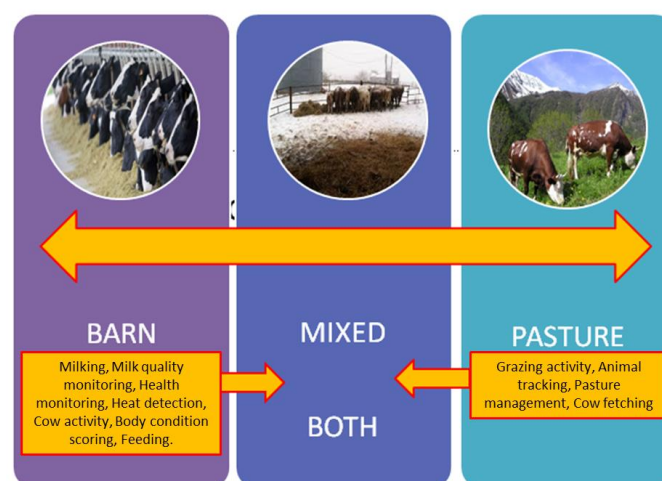 BARN
Milking, Milk quality
monitoring, Health
monitoring, Heat detection,
Cow activity, Body condition
scoring, Feeding.
MIXED
BOTH
PASTURE
Grazing activity, Animal
tracking, Pasture
management, Cow fetching